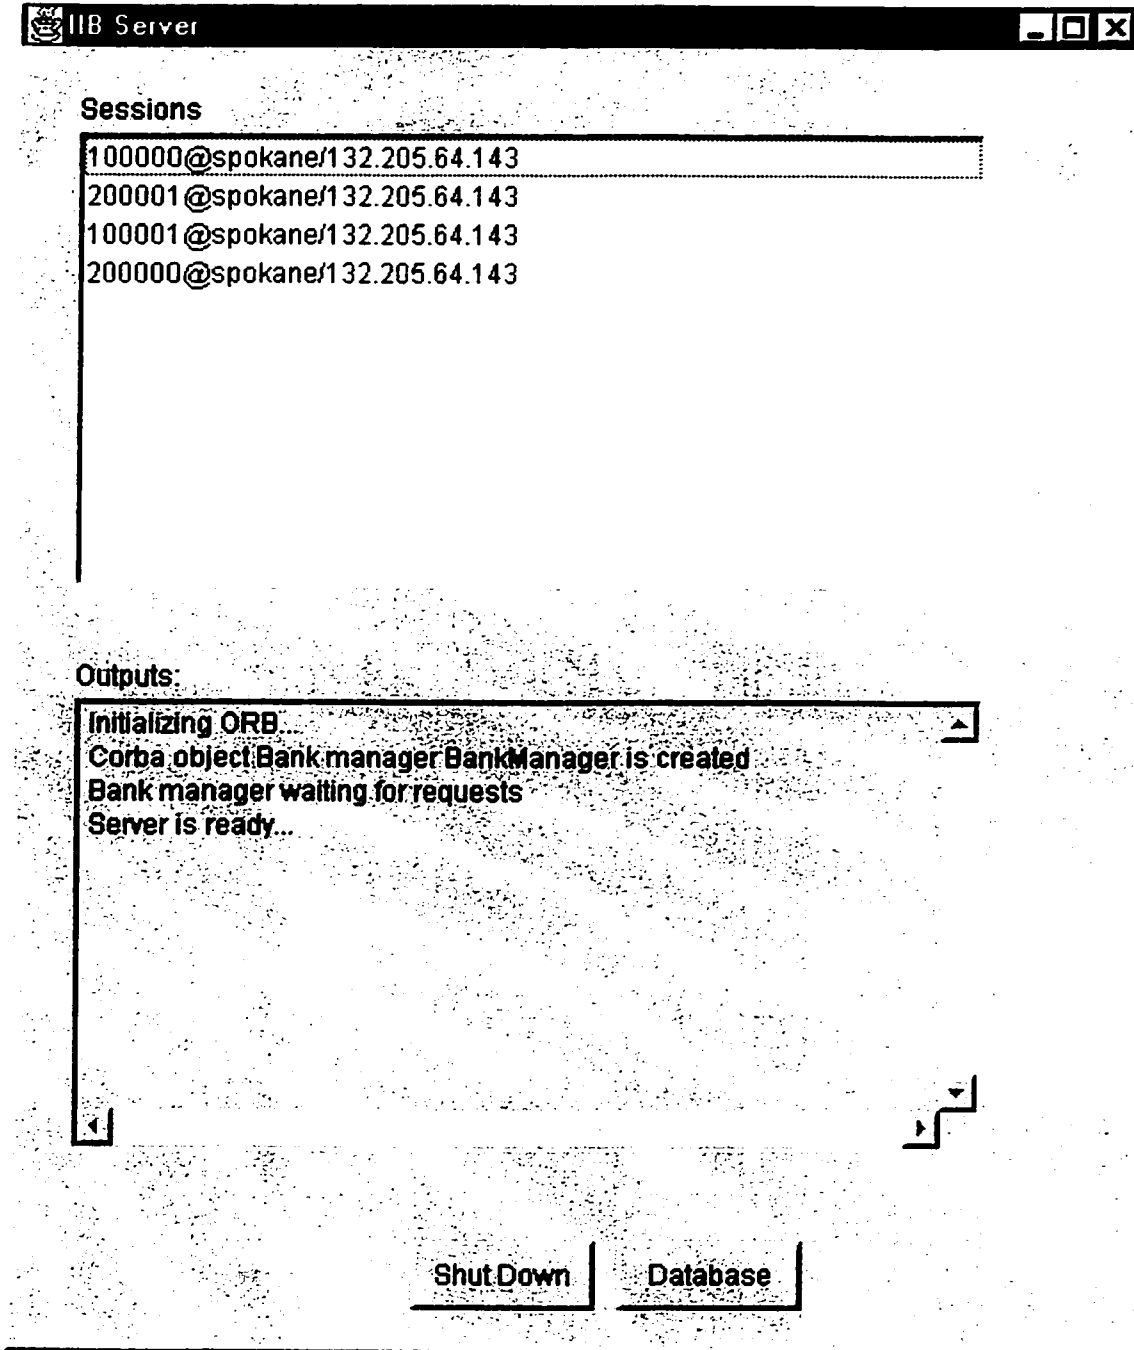 IIB Server
Sessions
100000@spokane/132.205.64.143
200001@spokane/132.205.64.143
100001@spokane/132.205.64.143
200000@spokane/132.205.64.143
Outputs:
Initializing ORB...
Corba object Bank manager BankManager is created
Bank manager waiting for requests
Server is ready...
Shut Down
Database